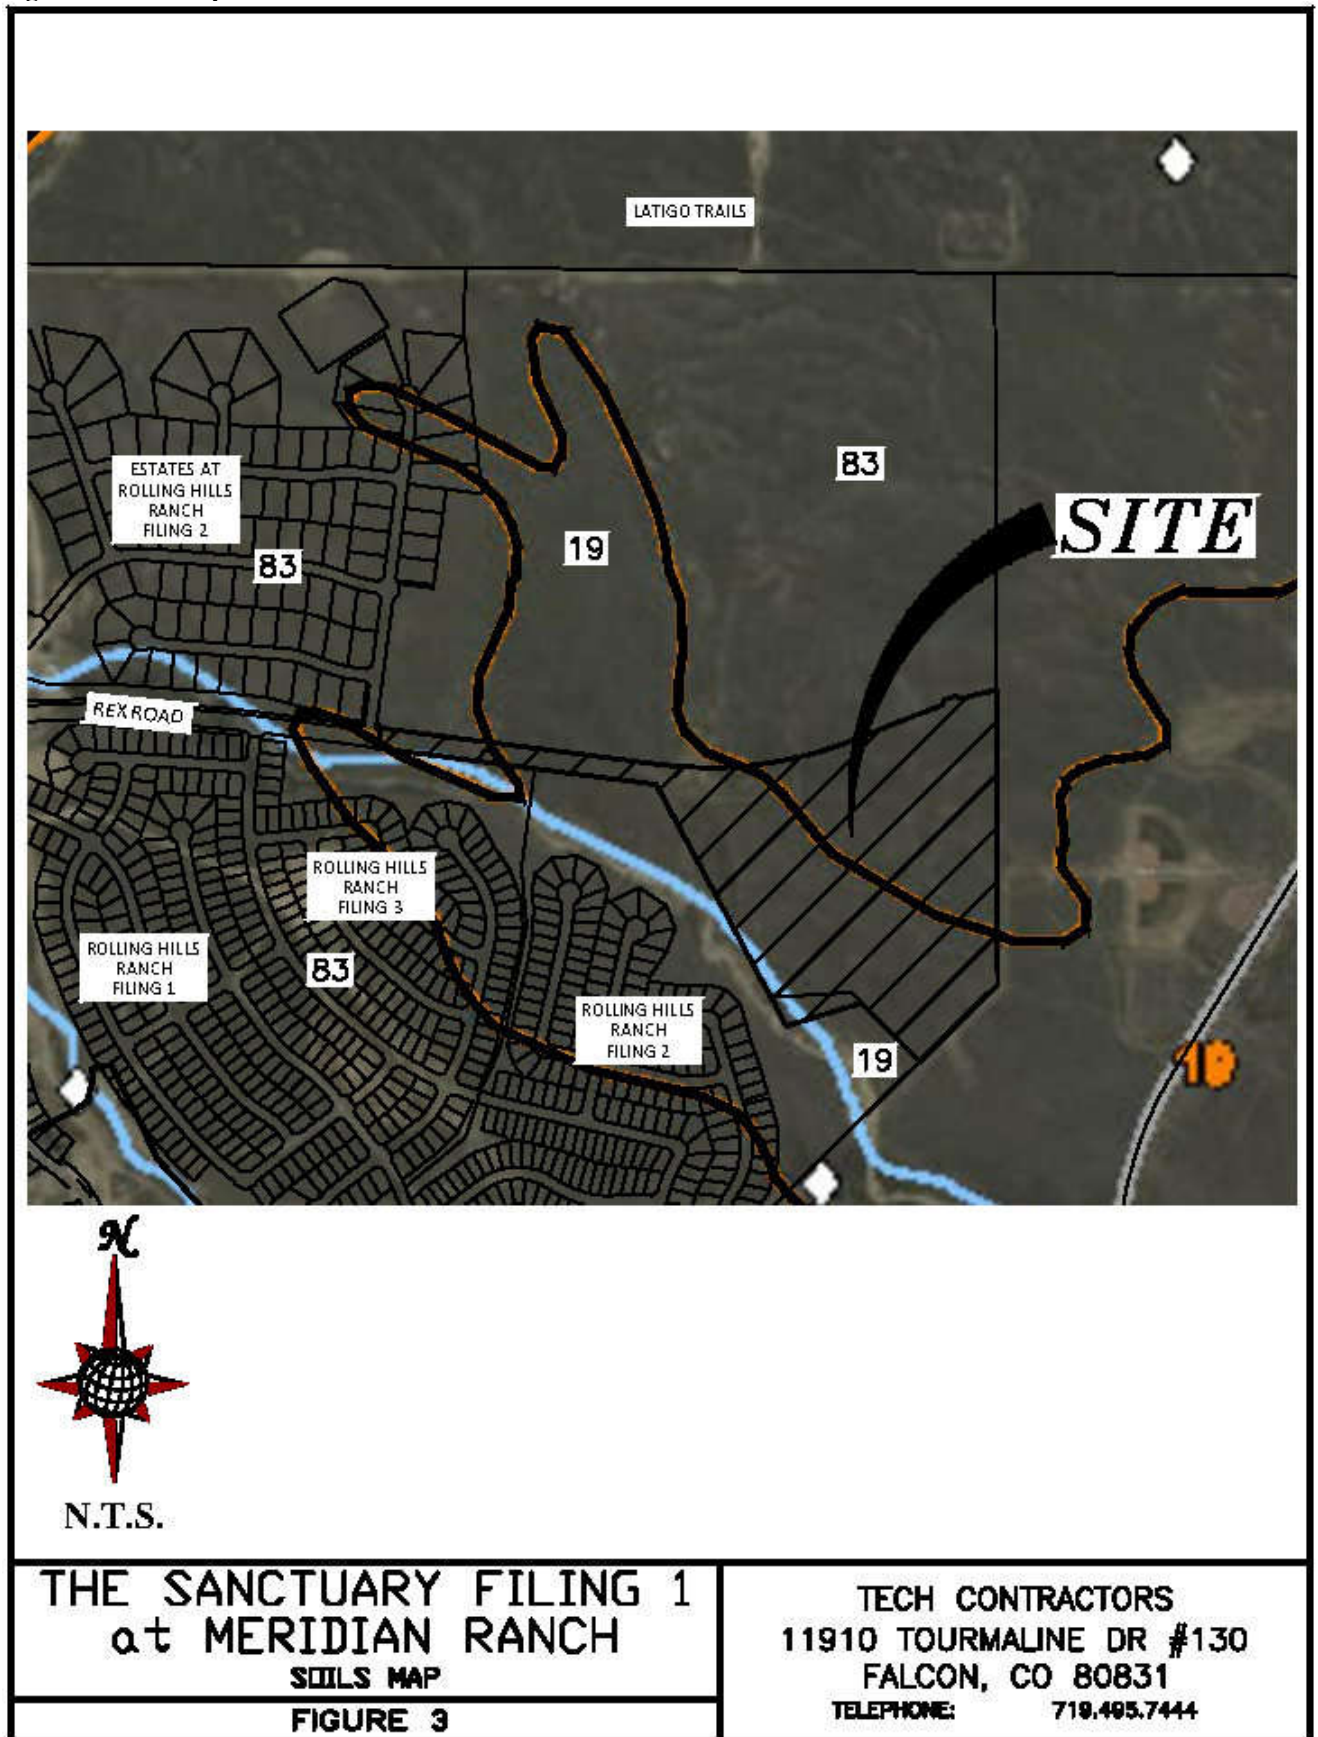 LATIGO TRAILS
83
SITE
ESTATES AT
ROLLING HILLS
RANCH
FILING 2
83
19
REX ROAD
ROLLING HILLS
RANCH
FILING 3
ROLLING HILLS
RANCH
FILING 1
83
ROLLING HILLS
RANCH
FILING 2
19
19
N
N.T.S.
THE SANCTUARY FILING 1
at MERIDIAN RANCH
SOILS MAP
FIGURE 3
TECH CONTRACTORS
11910 TOURMALINE DR #130
FALCON, CO 80831
TELEPHONE: 719.495.7444